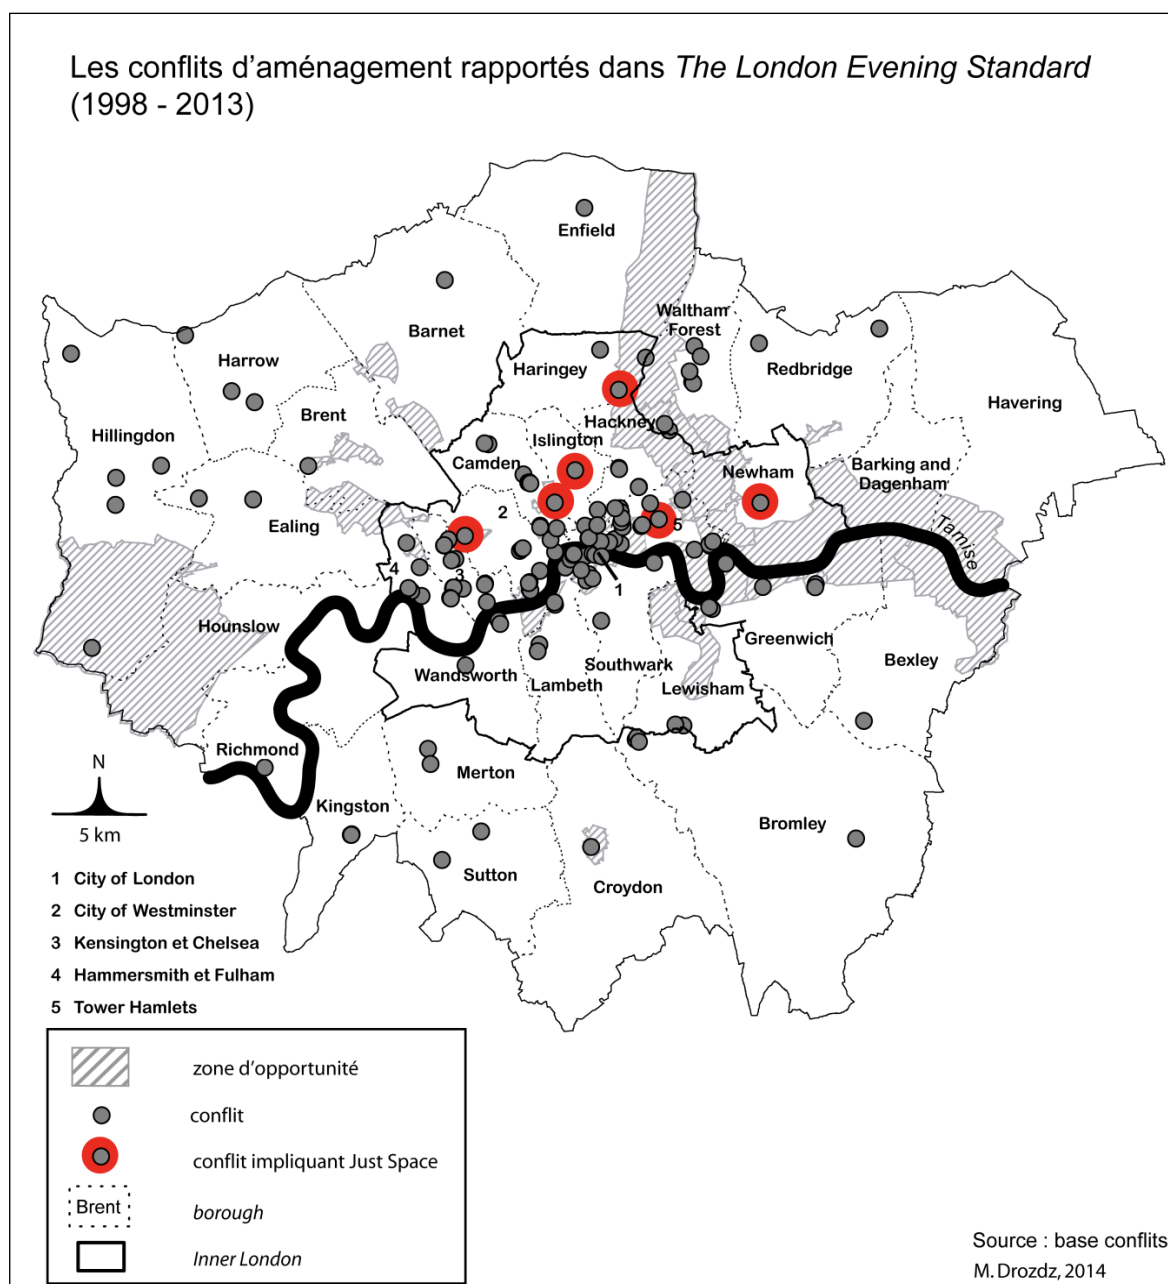 Les conflits d'aménagement rapportés dans The London Evening Standard
(1998 - 2013)
Enfield
Barnet
Waltham
Forest
Harrow
Haringey
Redbridge
Havering
Brent
Hackney
Hillingdon
Islington
Camden
Newham
Barking and
Dagenham
2
5
Ealing
Tamise
4
3
1
Hounslow
Greenwich
Bexley
Wandsworth
Southwark
Lambeth
Lewisham
Richmond
Merton
N
Kingston
5 km
Bromley
Sutton
Croydon
1 City of London
2 City of Westminster
3 Kensington et Chelsea
4 Hammersmith et Fulham
5 Tower Hamlets
zone d'opportunité
conflit
conflit impliquant Just Space
Brent
borough
Inner London
Source : base conflits
M. Drozdz, 2014